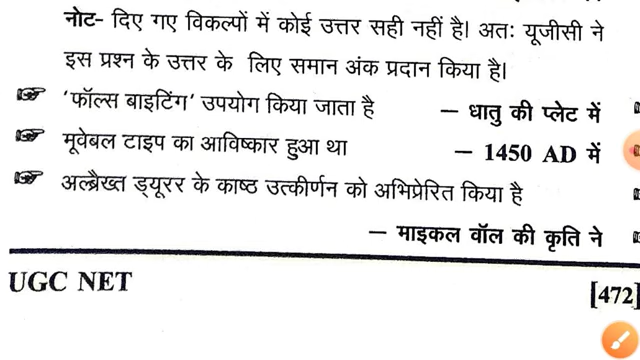 नोट- दिए गए विकल्पों में कोई उत्तर सही नहीं है। अतः यूजीसी ने
इस प्रश्न के उत्तर के लिए समान अंक प्रदान किया है।
'फॉल्स बाइटिंग' उपयोग किया जाता है – धातु की प्लेट में
मूवेबल टाइप का आविष्कार हुआ था – 1450 AD में
अल्ब्रैख्त ड्यूरर के काष्ठ उत्कीर्णन को अभिप्रेरित किया है
– माइकल वॉल की कृति ने
UGC NET [472]